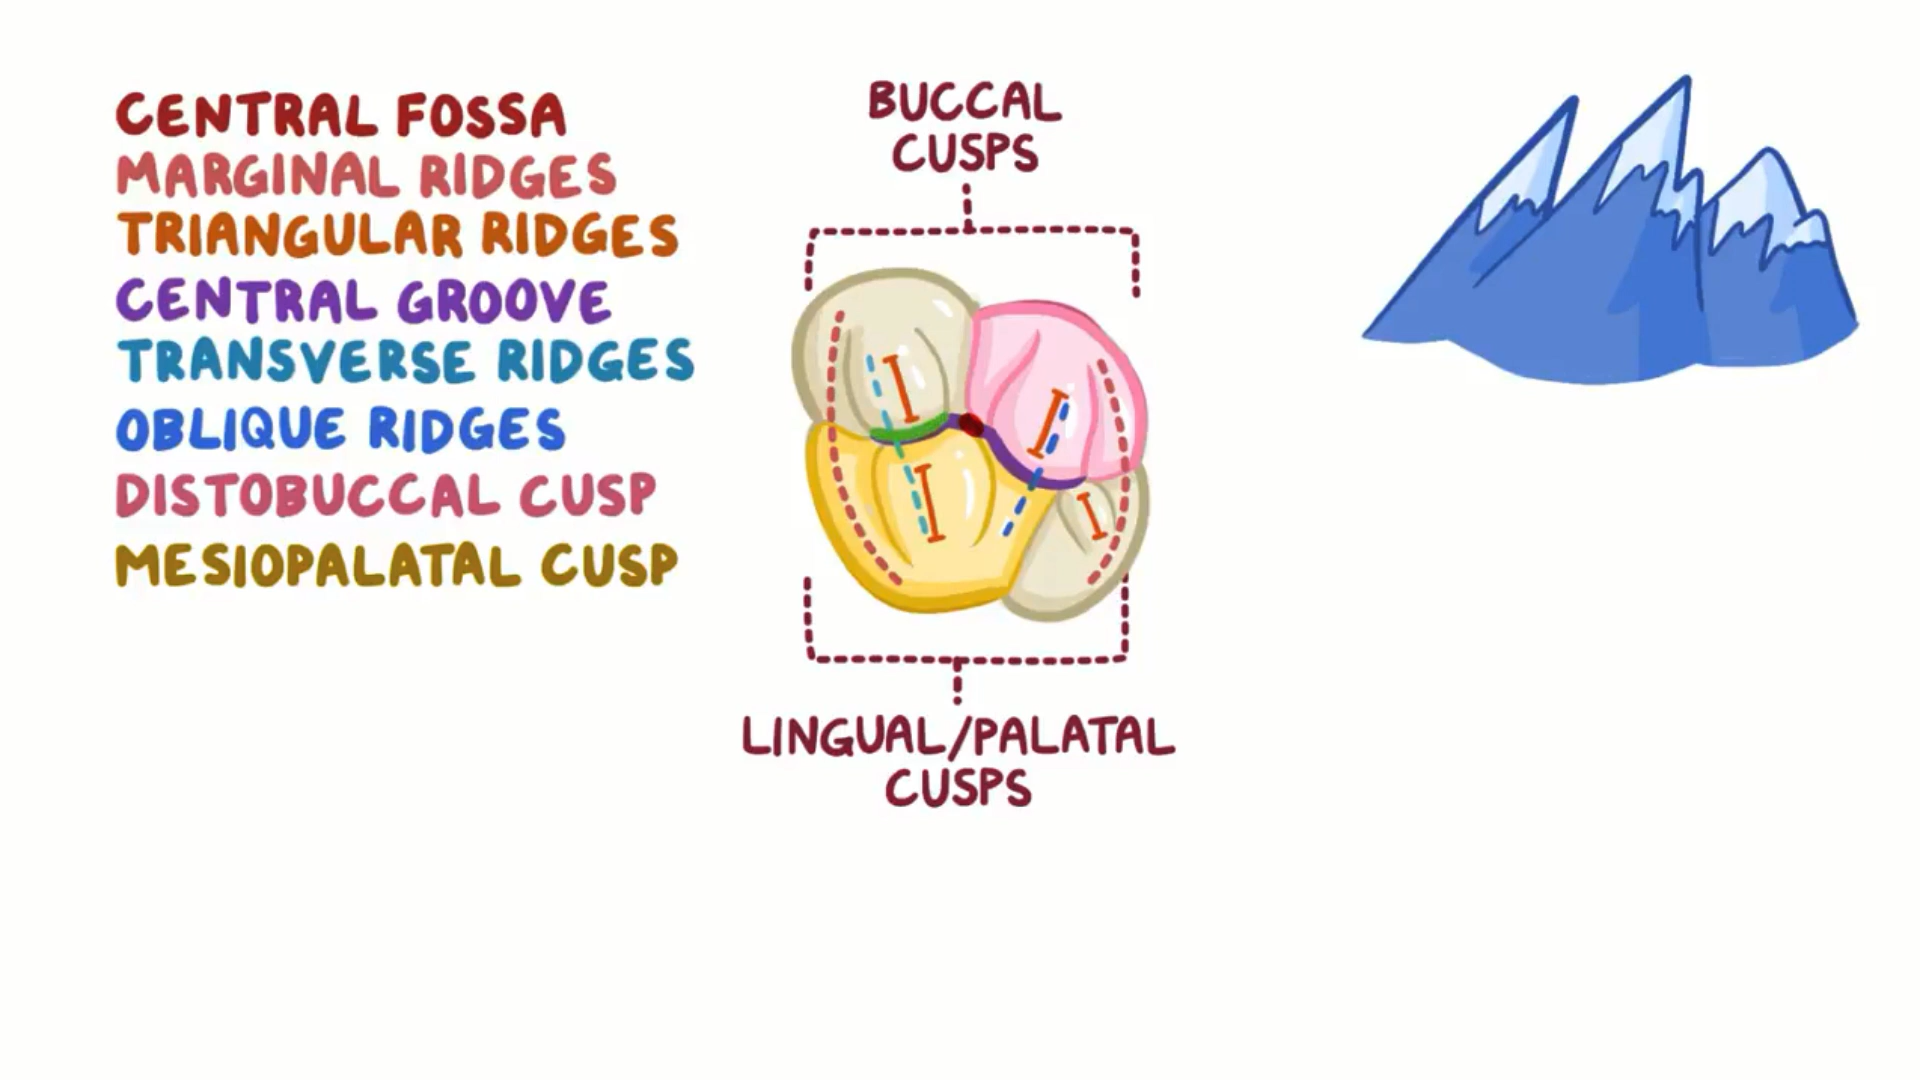 CENTRAL FOSSA
MARGINAL RIDGES
TRIANGULAR RIDGES
CENTRAL GROOVE
TRANSVERSE RIDGES
OBLIQUE RIDGES
DISTOBUCCAL CUSP
MESIOPALATAL CUSP
BUCCAL
CUSPS
LINGUAL/PALATAL
CUSPS